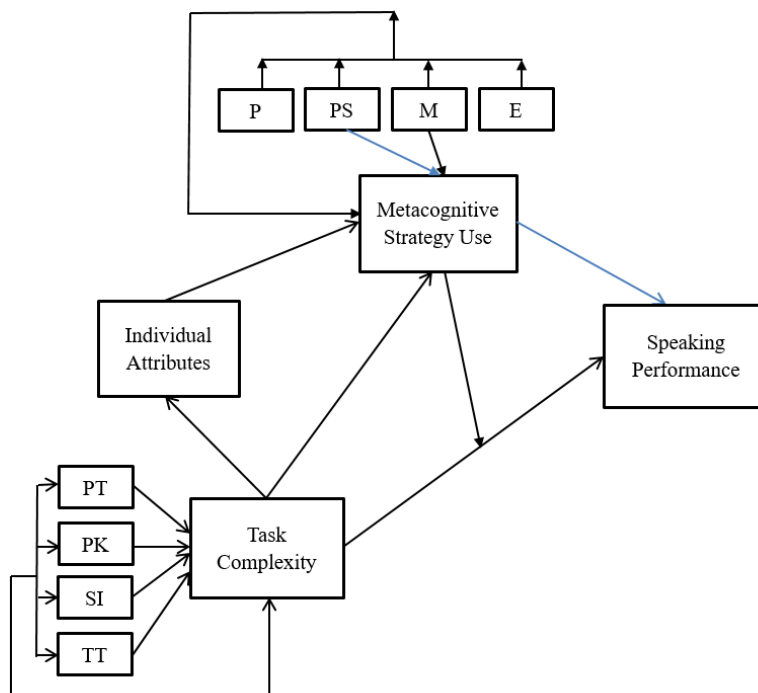 P
PS
M
E
Metacognitive
Strategy Use
Individual
Attributes
Speaking
Performance
PT
PK
SI
TT
Task
Complexity